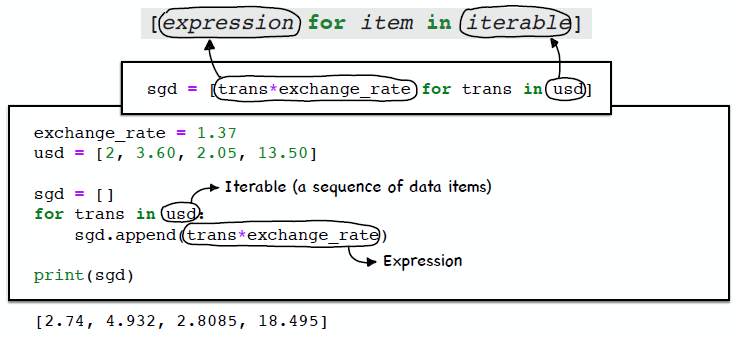 [expression for item in iterable]
sgd = [trans*exchange_rate for trans in usd]
exchange_rate = 1.37
usd = [2, 3.60, 2.05, 13.50]
sgd = []
Iterable (a sequence of data items)
for trans in usd:
sgd.append(trans*exchange_rate)
Expression
print(sgd)
[2.74, 4.932, 2.8085, 18.495]